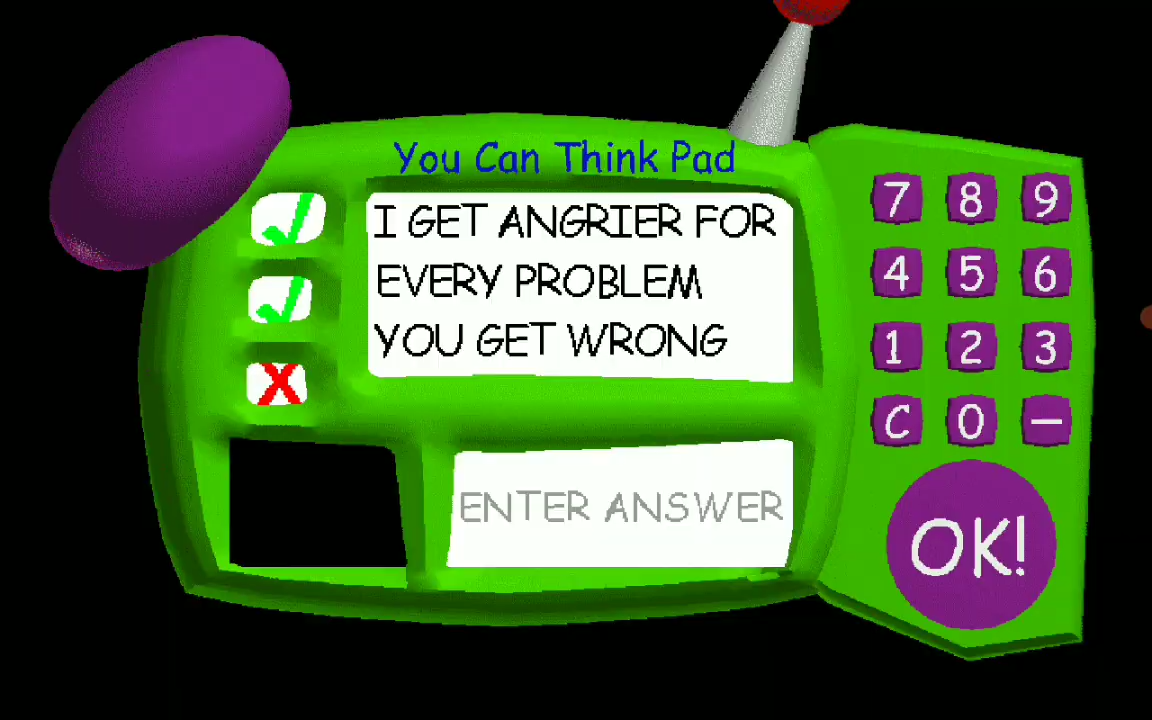 You Can Think Pad
I GET ANGRIER FOR
EVERY PROBLEM
YOU GET WRONG
X
ENTER ANSWER
7 8 9
4 5 6
1 2 3
C 0 −
OK!